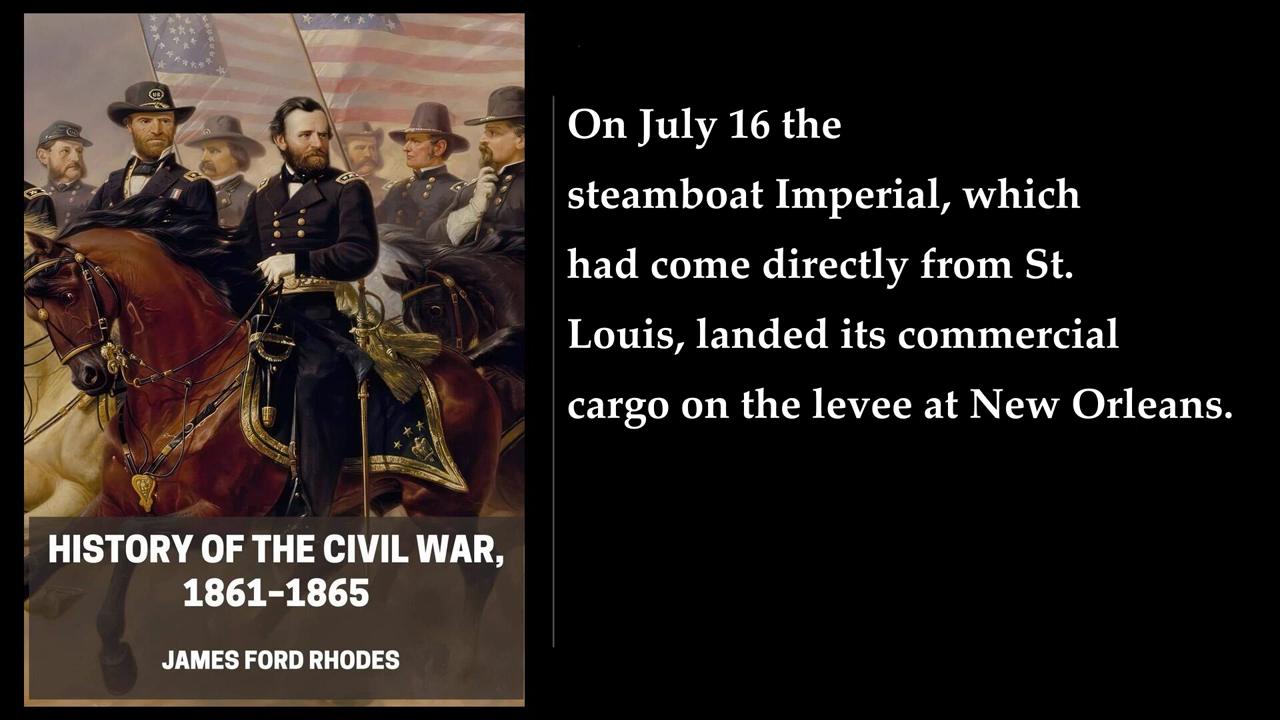 HISTORY OF THE CIVIL WAR,
1861–1865
JAMES FORD RHODES
On July 16 the
steamboat Imperial, which
had come directly from St.
Louis, landed its commercial
cargo on the levee at New Orleans.